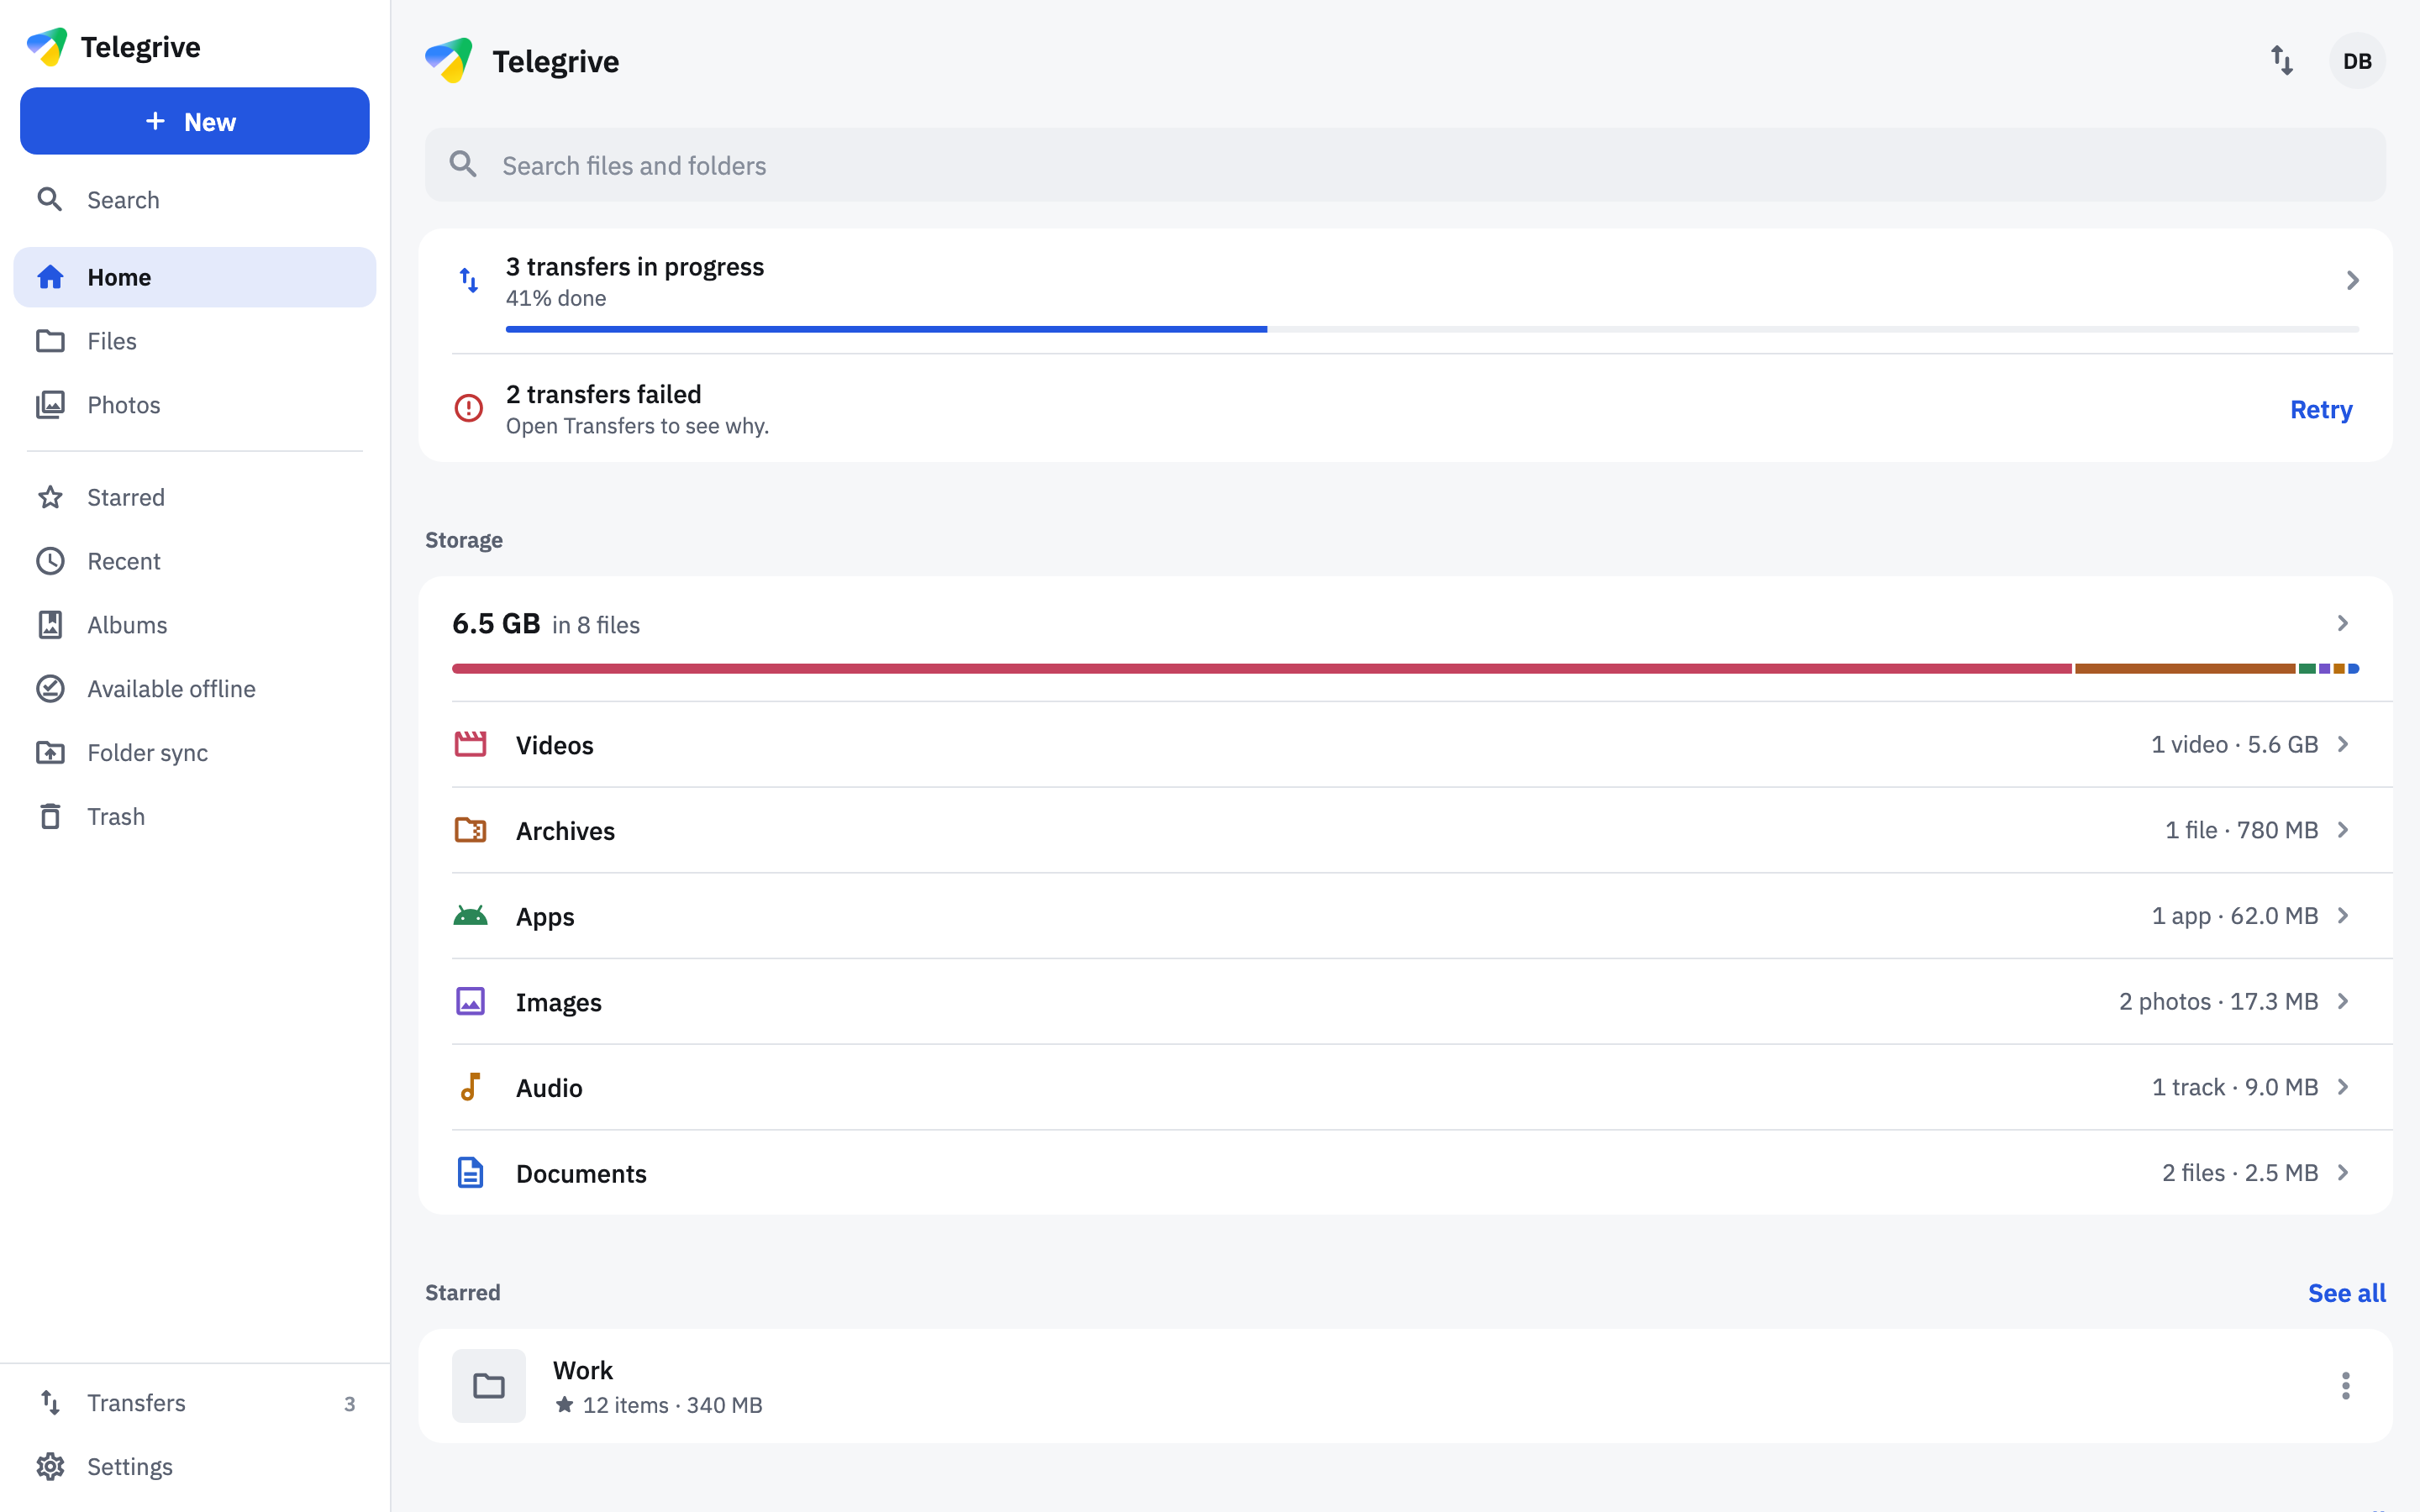 Telegrive
New
Search
Home
Files
Photos
Starred
Recent
Albums
Available offline
Folder sync
Trash
Transfers 3
Settings
Telegrive
DB
Search files and folders
3 transfers in progress
41% done
2 transfers failed
Open Transfers to see why.
Retry
Storage
6.5 GB in 8 files
Videos 1 video · 5.6 GB
Archives 1 file · 780 MB
Apps 1 app · 62.0 MB
Images 2 photos · 17.3 MB
Audio 1 track · 9.0 MB
Documents 2 files · 2.5 MB
Starred See all
Work
12 items · 340 MB